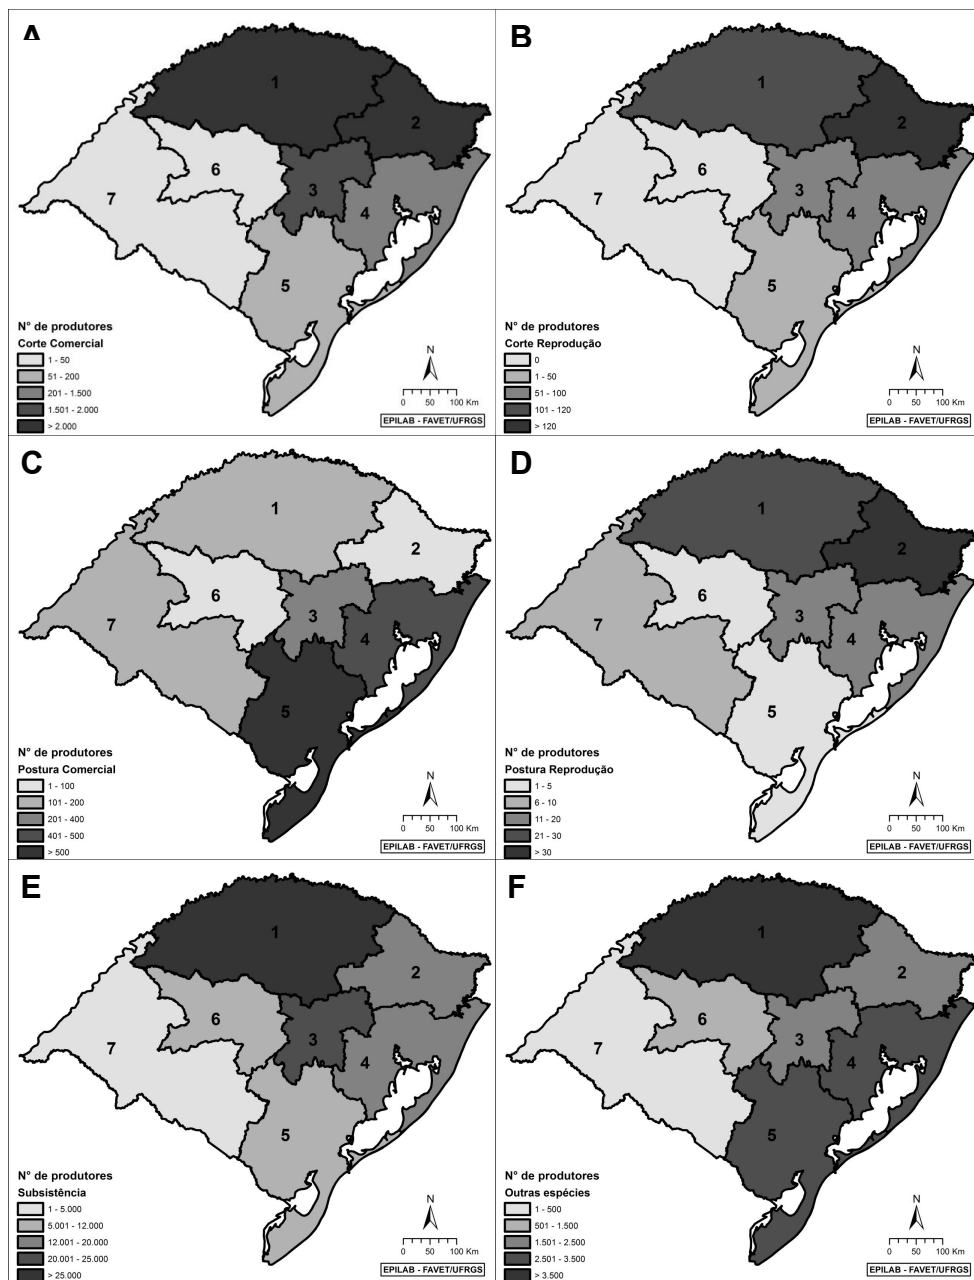 A
1
2
3
4
5
6
7
N° de produtores
Corte Comercial
1 - 50
51 - 200
201 - 1.500
1.501 - 2.000
> 2.000
N
0 50 100 Km
EPILAB - FAVET/UFRGS
B
1
2
3
4
5
6
7
N° de produtores
Corte Reprodução
0
1 - 50
51 - 100
101 - 120
> 120
N
0 50 100 Km
EPILAB - FAVET/UFRGS
C
1
2
3
4
5
6
7
N° de produtores
Postura Comercial
1 - 100
101 - 200
201 - 400
401 - 500
> 500
N
0 50 100 Km
EPILAB - FAVET/UFRGS
D
1
2
3
4
5
6
7
N° de produtores
Postura Reprodução
1 - 5
6 - 10
11 - 20
21 - 30
> 30
N
0 50 100 Km
EPILAB - FAVET/UFRGS
E
1
2
3
4
5
6
7
N° de produtores
Subsistência
1 - 5.000
5.001 - 12.000
12.001 - 20.000
20.001 - 25.000
> 25.000
N
0 50 100 Km
EPILAB - FAVET/UFRGS
F
1
2
3
4
5
6
7
N° de produtores
Outras espécies
1 - 500
501 - 1.500
1.501 - 2.500
2.501 - 3.500
> 3.500
N
0 50 100 Km
EPILAB - FAVET/UFRGS